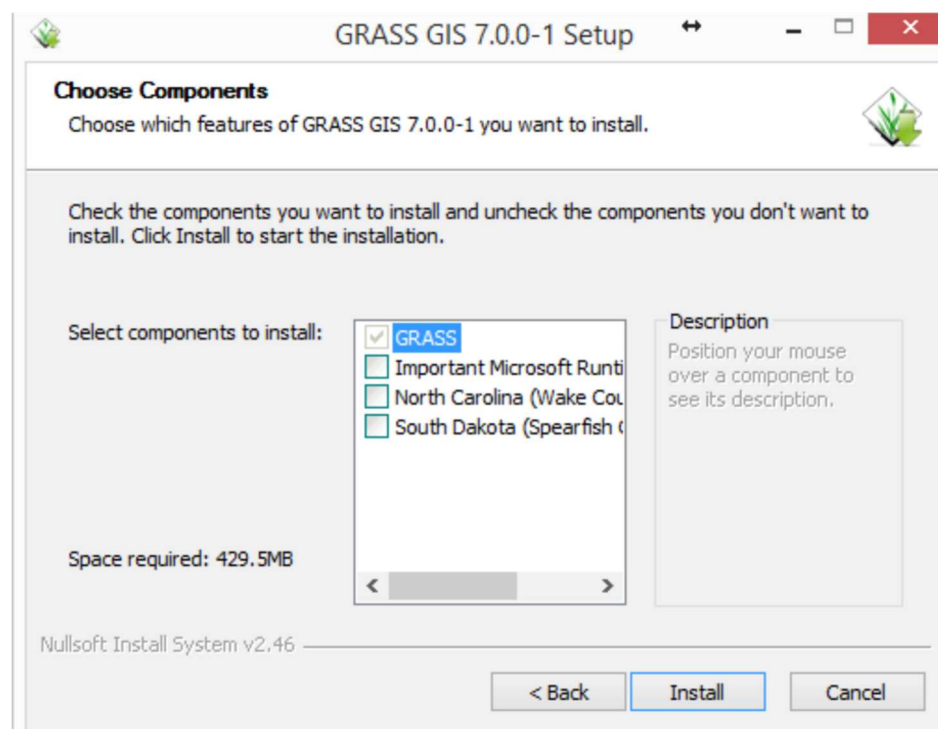 GRASS GIS 7.0.0-1 Setup
Choose Components
Choose which features of GRASS GIS 7.0.0-1 you want to install.
Check the components you want to install and uncheck the components you don't want to
install. Click Install to start the installation.
Select components to install:
GRASS
Important Microsoft Runti
North Carolina (Wake Cou
South Dakota (Spearfish
Description
Position your mouse
over a component to
see its description.
Space required: 429.5MB
Nullsoft Install System v2.46
< Back
Install
Cancel